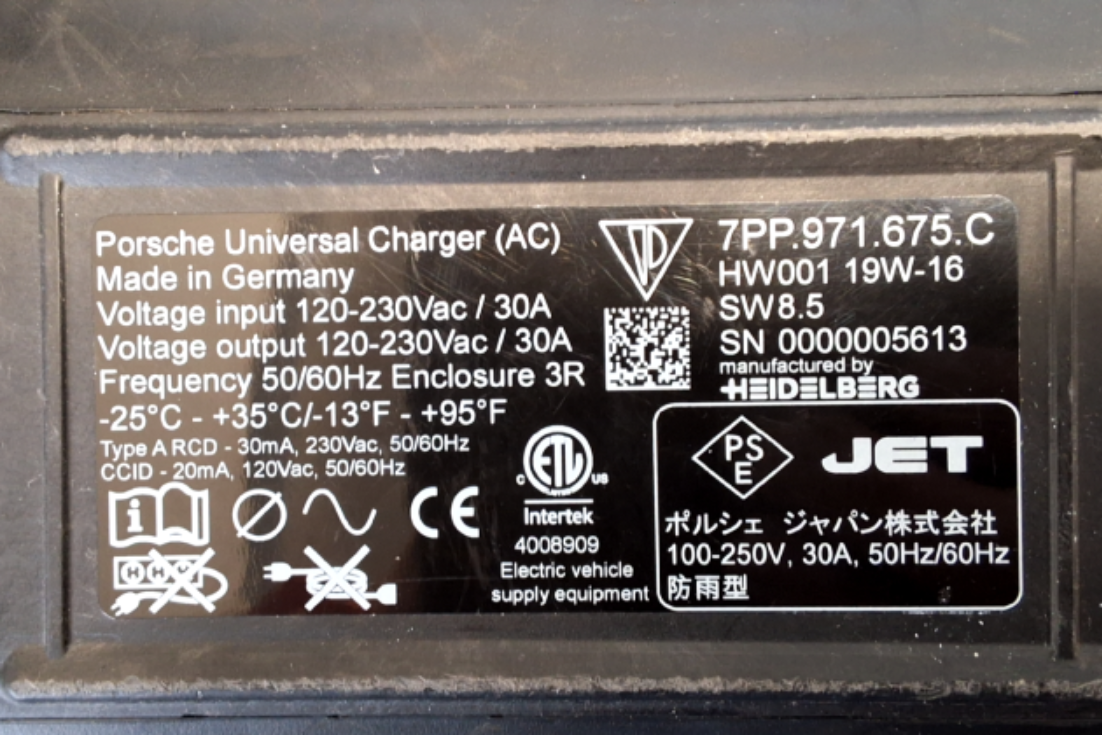 Porsche Universal Charger (AC)
Made in Germany
Voltage input 120-230Vac / 30A
Voltage output 120-230Vac / 30A
Frequency 50/60Hz Enclosure 3R
-25°C - +35°C/-13°F - +95°F
Type A RCD - 30mA, 230Vac, 50/60Hz
CCID - 20mA, 120Vac, 50/60Hz
i
CE
7PP.971.675.C
HW001 19W-16
SW8.5
SN 0000005613
manufactured by
HEIDELBERG
C ETL US
Intertek
4008909
Electric vehicle
supply equipment
PS
E
JET
ポルシェ ジャパン株式会社
100-250V, 30A, 50Hz/60Hz
防雨型